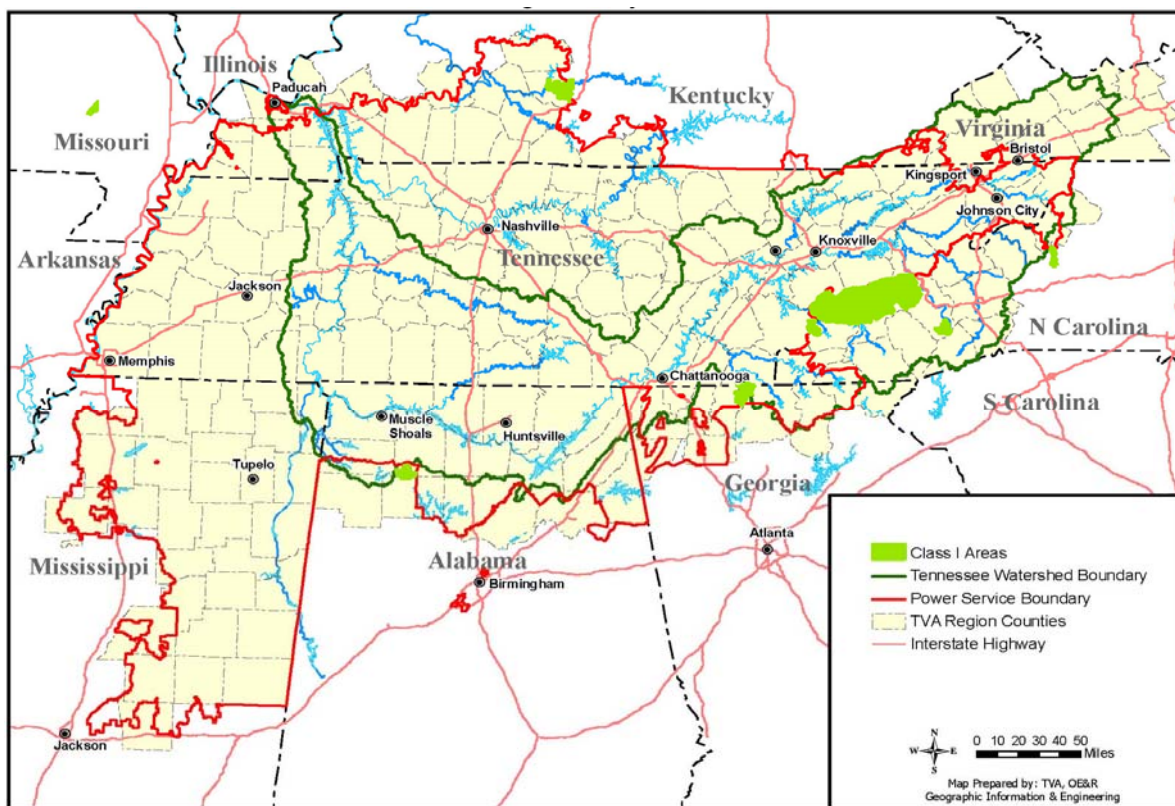 Illinois
Paducah
Kentucky
Missouri
Virginia
Bristol
Kingsport
Johnson City
Nashville
Knoxville
Tennessee
Arkansas
Jackson
N Carolina
Memphis
Chattanooga
S Carolina
Muscle
Shoals
Huntsville
Tupelo
Georgia
Atlanta
Mississippi
Alabama
Birmingham
Jackson
Class I Areas
Tennessee Watershed Boundary
Power Service Boundary
TVA Region Counties
Interstate Highway
N
W E
S
0 10 20 30 40 50
Miles
Map Prepared by: TVA, OE&R
Geographic Information & Engineering